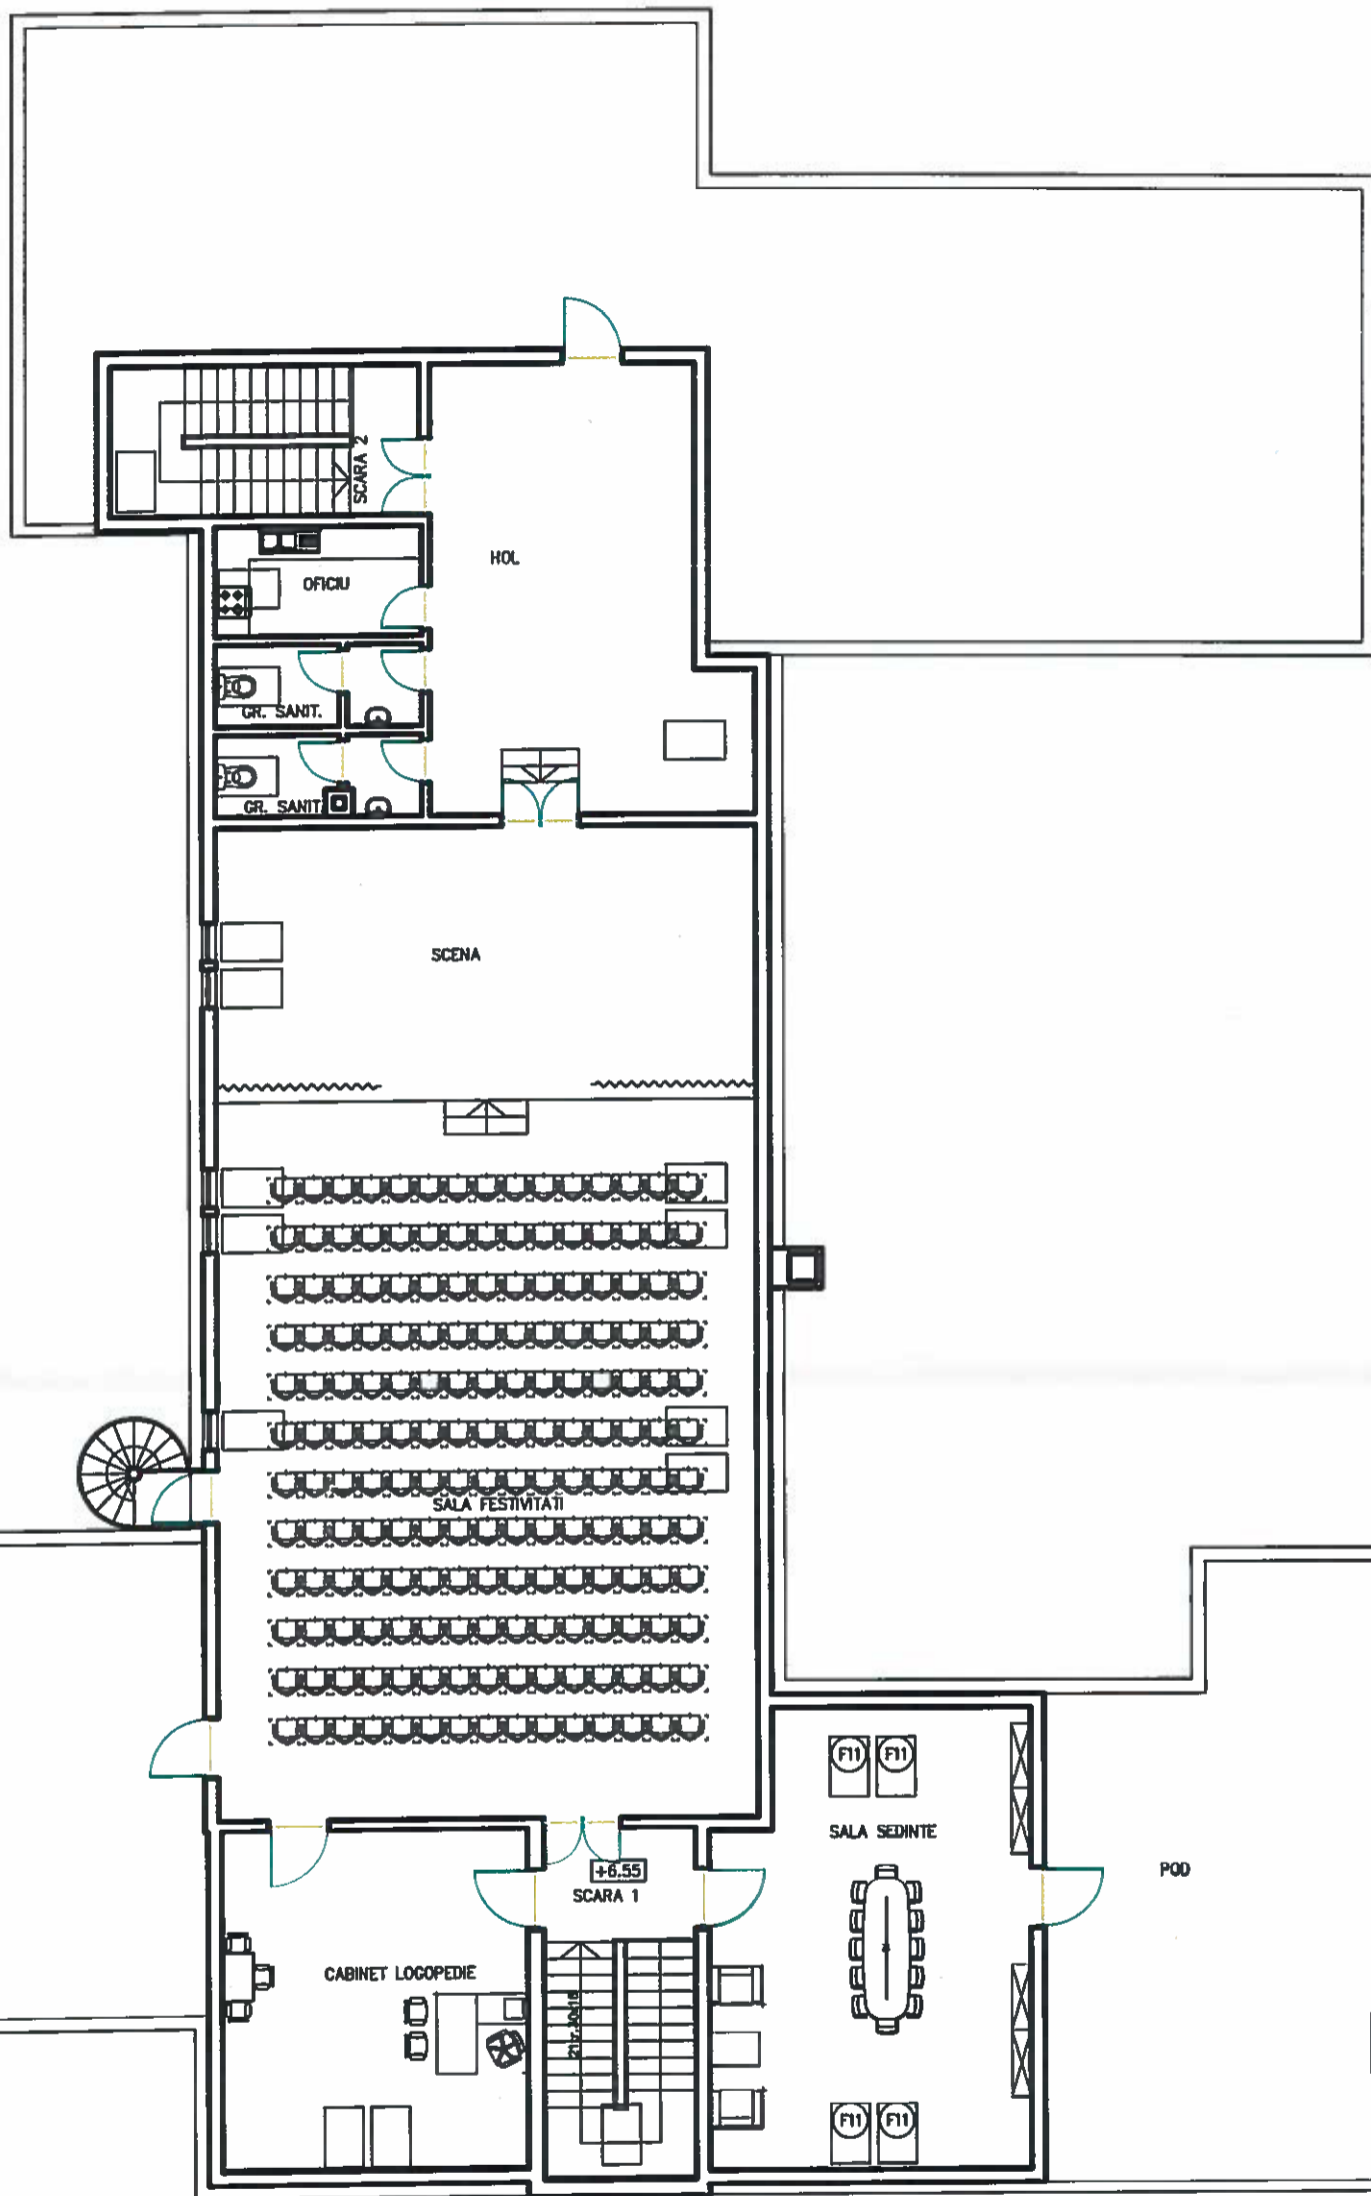 SCARA 2
HOL
OFICIU
GR. SANIT.
GR. SANIT.
SCENA
SALA FESTIVITATI
F11 F11
SALA SEDINTE
+6.55
SCARA 1
POD
CABINET LOGOPEDIE
F11 F11